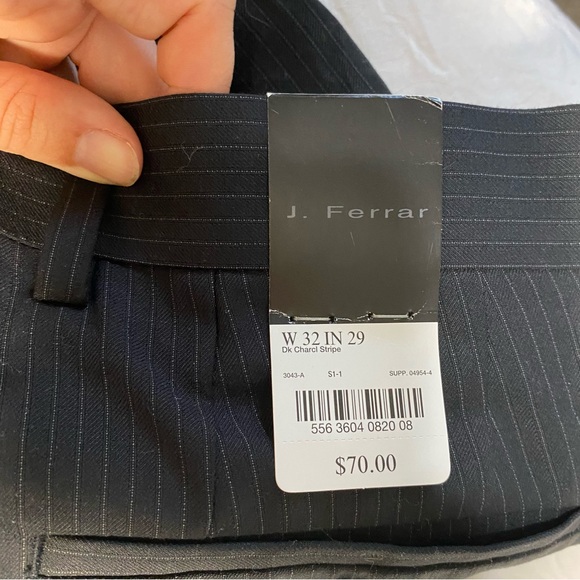 J. Ferrar
W 32 IN 29
Dk Charcl Stripe
3043-A S1-1 SUPP. 04954-4
556 3604 0820 08
$70.00